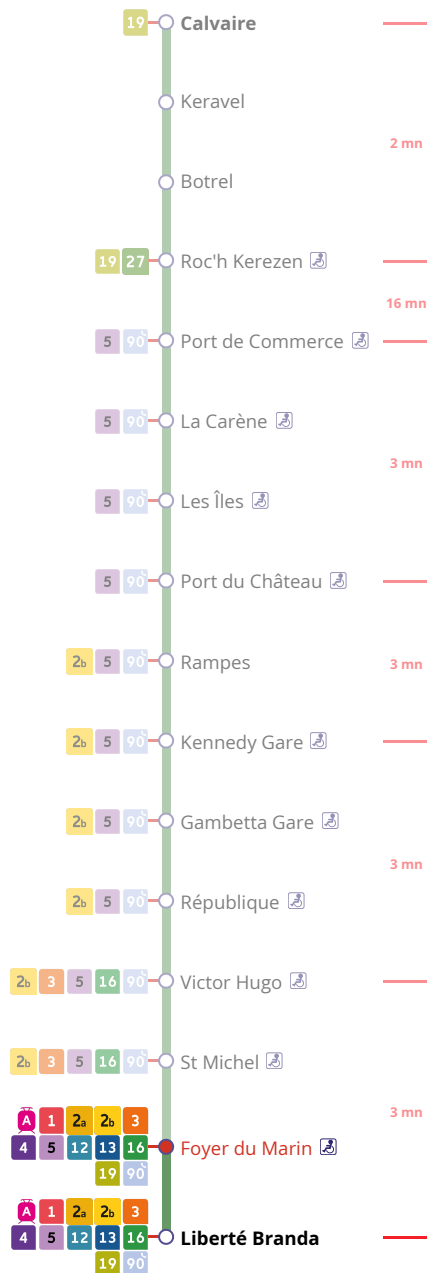 19 Calvaire
Keravel
2 mn
Botrel
19 27 Roc'h Kerezen
16 mn
5 90 Port de Commerce
5 90 La Carène
3 mn
5 90 Les Îles
5 90 Port du Château
2b 5 90 Rampes 3 mn
2b 5 90 Kennedy Gare
2b 5 90 Gambetta Gare
3 mn
2b 5 90 République
2b 3 5 16 90 Victor Hugo
2b 3 5 16 90 St Michel
A 1 2a 2b 3 3 mn
4 5 12 13 16 Foyer du Marin
19 90
A 1 2a 2b 3
4 5 12 13 16 Liberté Branda
19 90